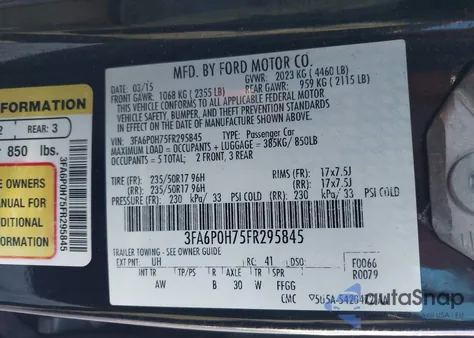 MFD. BY FORD MOTOR CO.
03/15 GVWR: 2023 KG ( 4460 LB)
FRONT GAWR: 1068 KG ( 2355 LB) REAR GAWR: 959 KG ( 2115 LB)
THIS VEHICLE CONFORMS TO ALL APPLICABLE FEDERAL MOTOR
VEHICLE SAFETY, BUMPER, AND THEFT PREVENTION STANDARDS
IN EFFECT ON THE DATE OF MANUFACTURE SHOWN ABOVE.
VIN: 3FA6P0H75FR295845 TYPE: Passenger Car
MAXIMUM LOAD = OCCUPANTS + LUGGAGE = 385KG/ 850LB
OCCUPANTS = 5 TOTAL: 2 FRONT, 3 REAR
TIRE (FR): 235/50R17 96H RIMS (FR): 17x7.5J
TIRE (RR): 235/50R17 96H (RR): 17x7.5J
PRESSURE (FR): 230 kPa/ 33 PSI COLD (RR): 230 kPa/ 33 PSI COLD
3FA6P0H75FR295845
TRAILER TOWING - SEE OWNER GUIDE
EXT PNT: UH RC: 41 DSO: F0066
R0079
INT TR TP/PS R AXLE TR SPR
AW B 30 W FFGG
CMC
FORMATION
2 REAR: 3
850 lbs.
E OWNERS
ANUAL FOR
DDITIONAL
ORMATION
3FA6P0H75FR295845
autoSnap